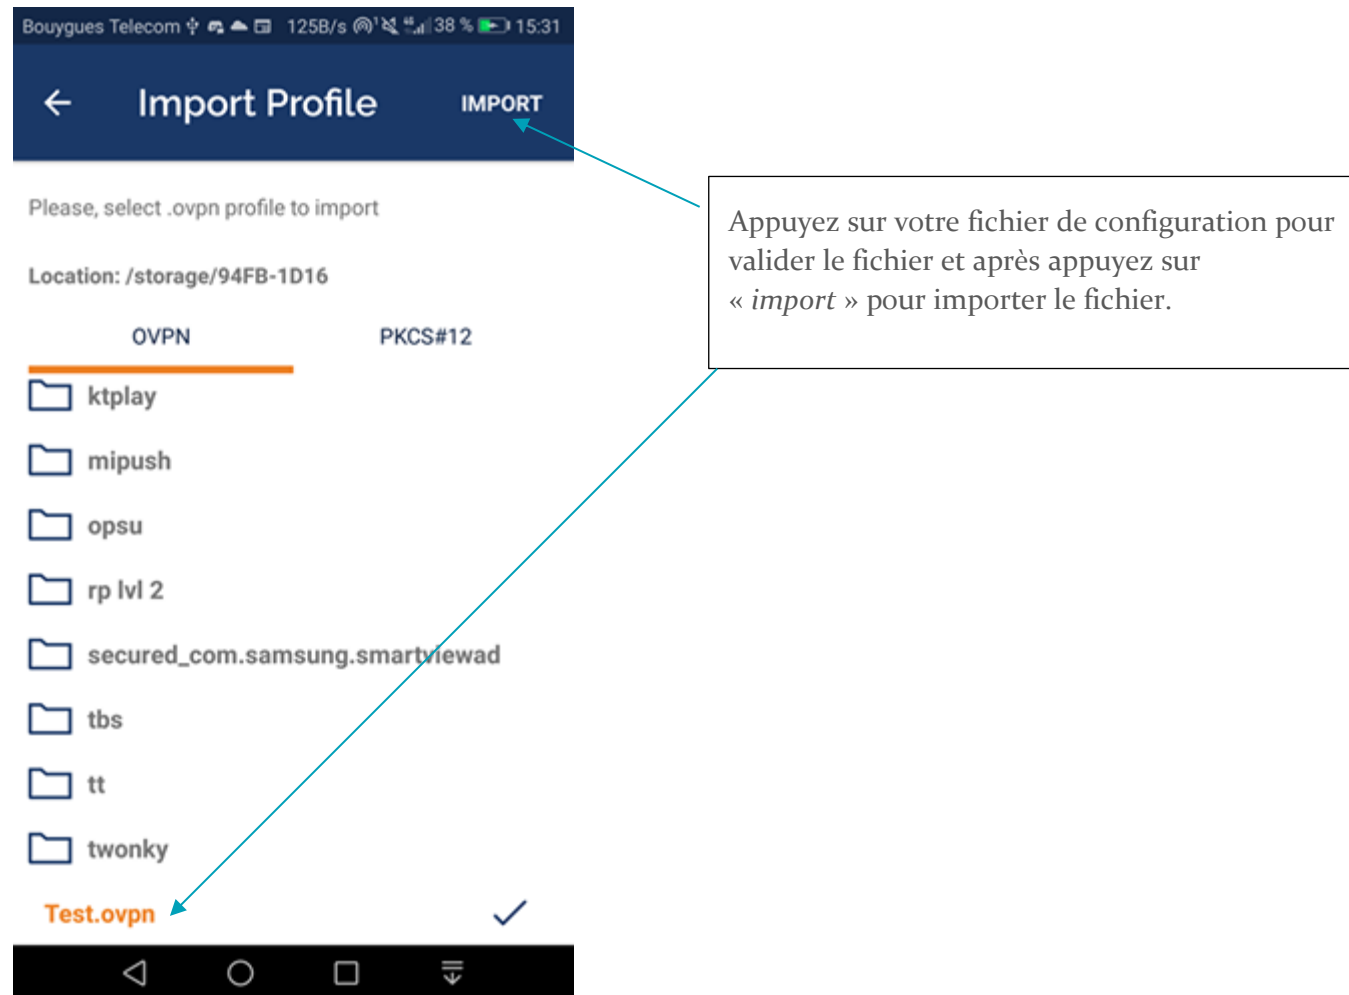 Bouygues Telecom 125B/s 38 % 15:31
Import Profile IMPORT
Please, select .ovpn profile to import
Location: /storage/94FB-1D16
OVPN PKCS#12
ktplay
mipush
opsu
rp lvl 2
secured_com.samsung.smartviewad
tbs
tt
twonky
Test.ovpn
Appuyez sur votre fichier de configuration pour
valider le fichier et après appuyez sur
« import » pour importer le fichier.